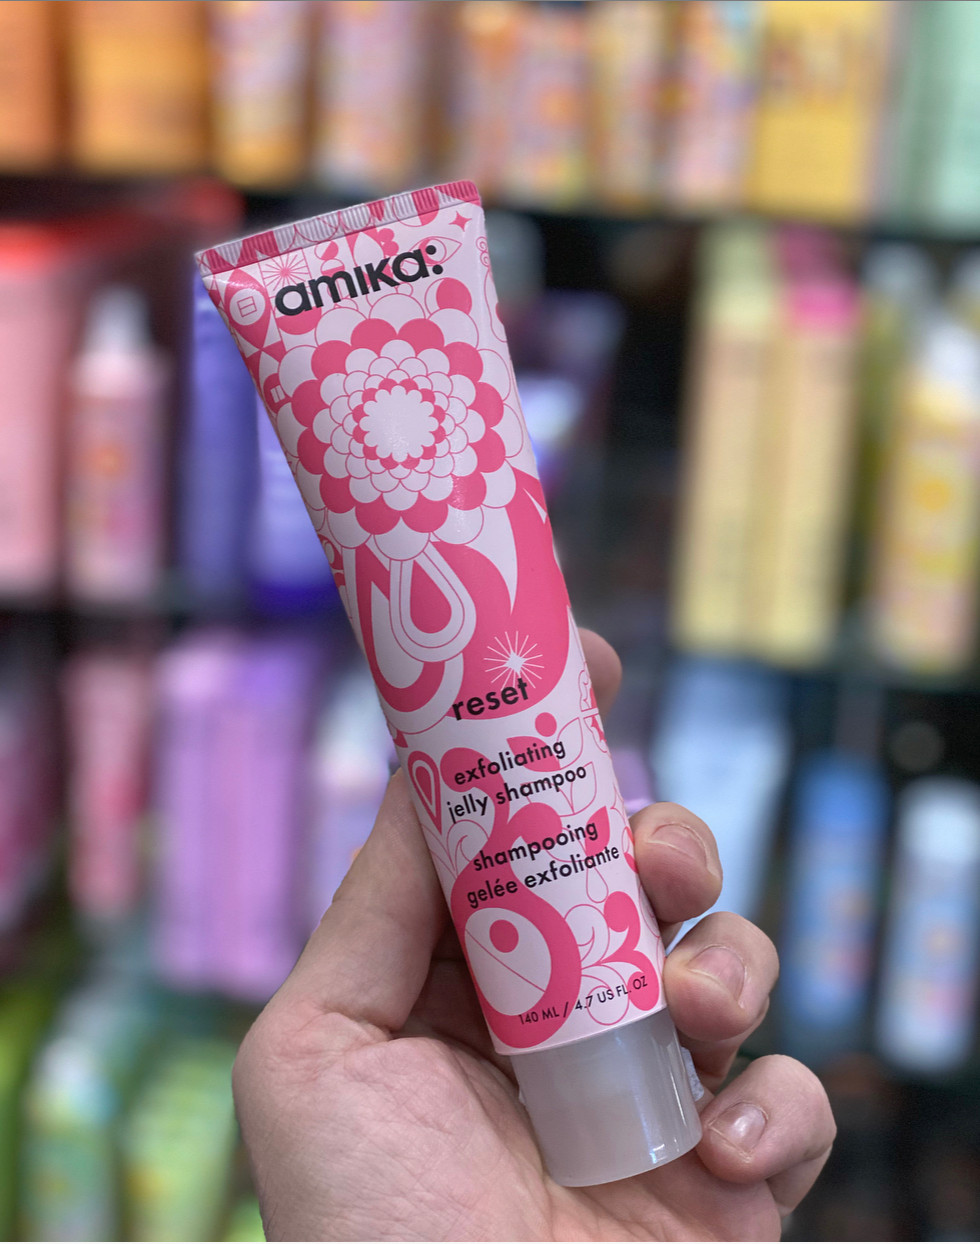 amika:
reset
exfoliating
jelly shampoo
shampooing
gelée exfoliante
140 ML / 4.7 US FL. OZ